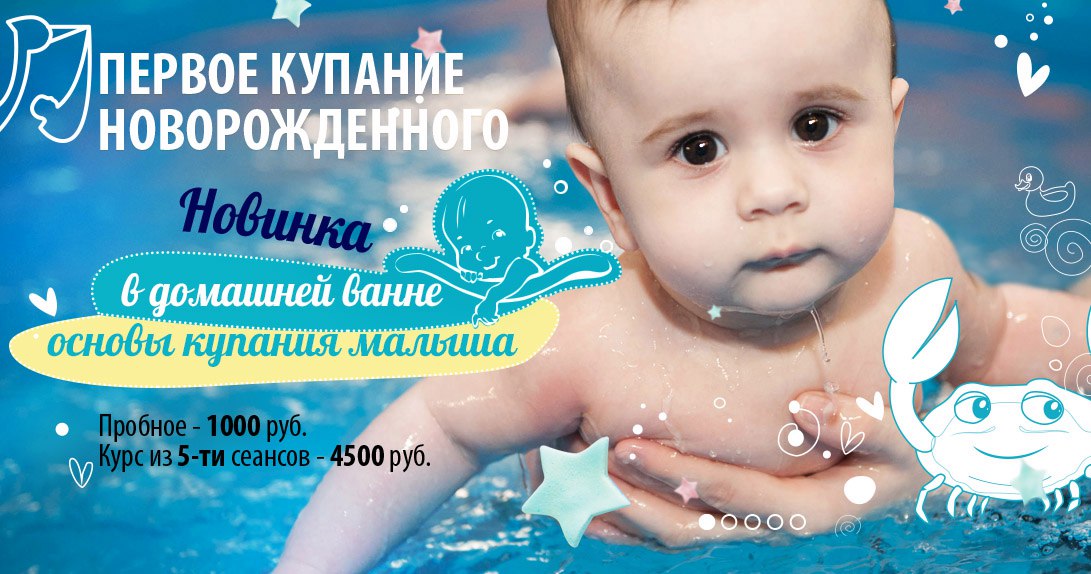 ПЕРВОЕ КУПАНИЕ
НОВОРОЖДЕННОГО
Новинка
в домашней ванне
основы купания малыша
Пробное - 1000 руб.
Курс из 5-ти сеансов - 4500 руб.